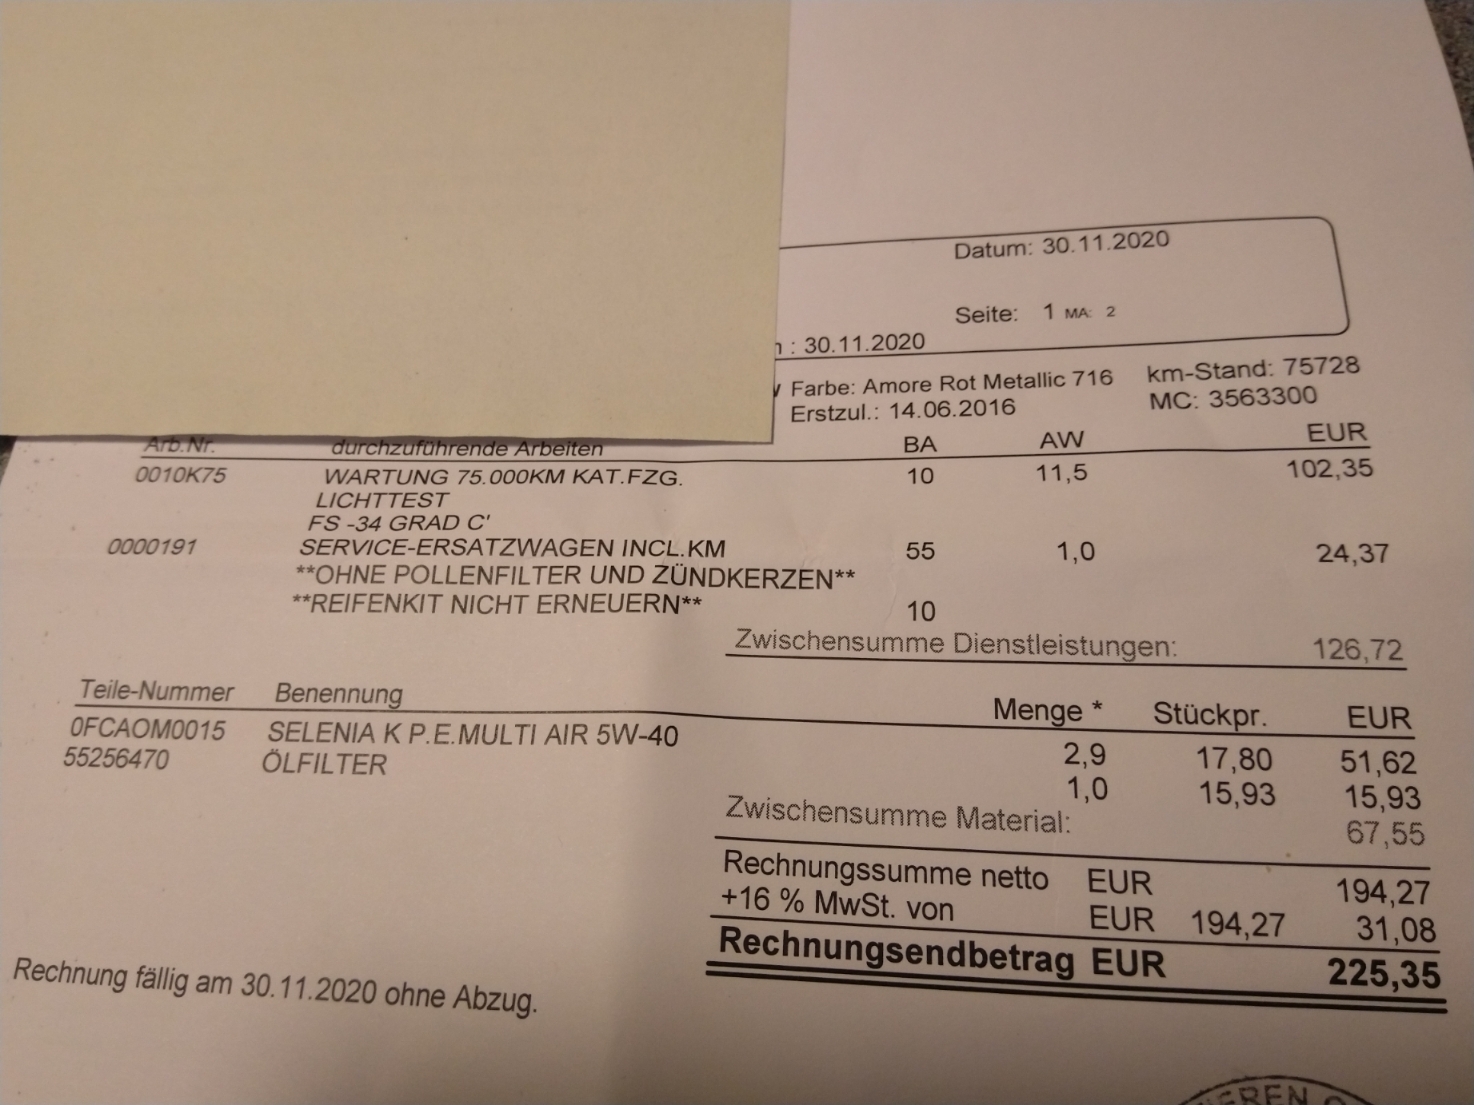 Datum: 30.11.2020
Seite: 1 MA: 2
: 30.11.2020
Farbe: Amore Rot Metallic 716 km-Stand: 75728
Erstzul.: 14.06.2016 MC: 3563300
Arb.Nr. durchzuführende Arbeiten BA AW EUR
0010K75 WARTUNG 75.000KM KAT.FZG. 10 11,5 102,35
LICHTTEST
FS -34 GRAD C'
0000191 SERVICE-ERSATZWAGEN INCL.KM 55 1,0 24,37
**OHNE POLLENFILTER UND ZÜNDKERZEN**
**REIFENKIT NICHT ERNEUERN** 10
Zwischensumme Dienstleistungen: 126,72
Teile-Nummer Benennung Menge * Stückpr. EUR
0FCAOM0015 SELENIA K P.E.MULTI AIR 5W-40 2,9 17,80 51,62
55256470 ÖLFILTER 1,0 15,93 15,93
Zwischensumme Material: 67,55
Rechnungssumme netto EUR 194,27
+16 % MwSt. von EUR 194,27 31,08
Rechnungsendbetrag EUR 225,35
Rechnung fällig am 30.11.2020 ohne Abzug.